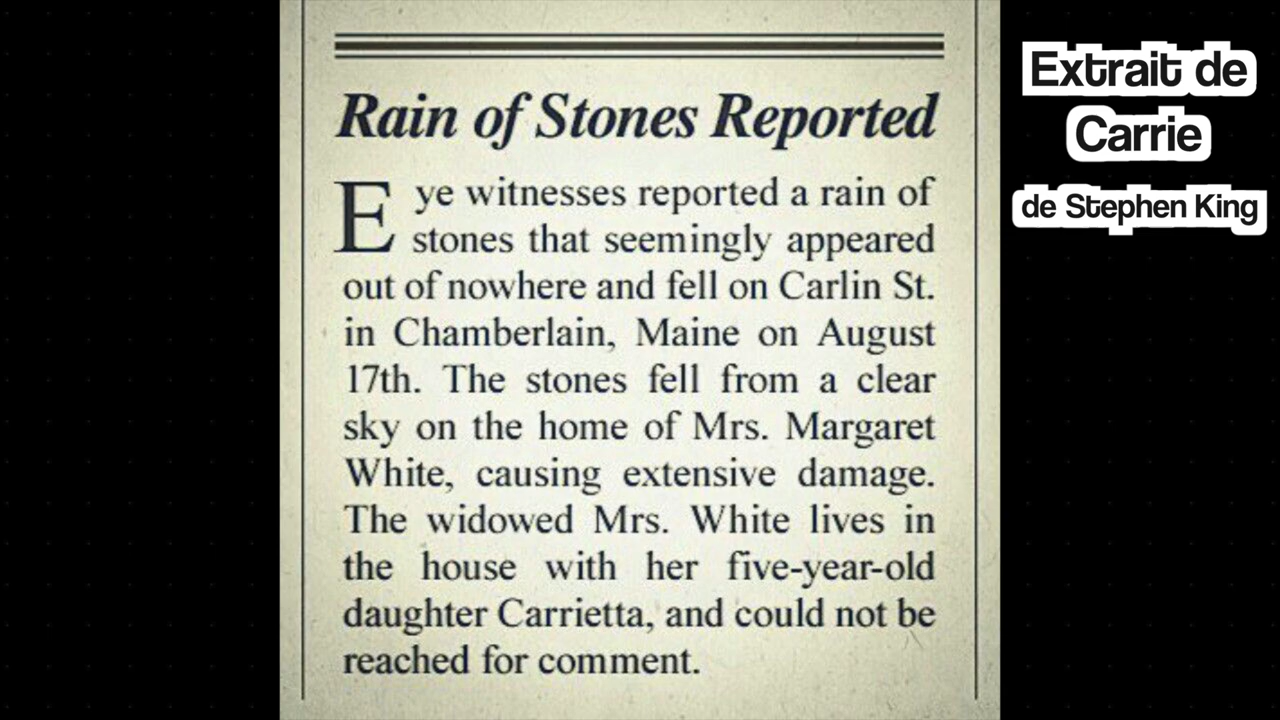 Rain of Stones Reported
Eye witnesses reported a rain of
stones that seemingly appeared
out of nowhere and fell on Carlin St.
in Chamberlain, Maine on August
17th. The stones fell from a clear
sky on the home of Mrs. Margaret
White, causing extensive damage.
The widowed Mrs. White lives in
the house with her five-year-old
daughter Carrietta, and could not be
reached for comment.
Extrait de
Carrie
de Stephen King